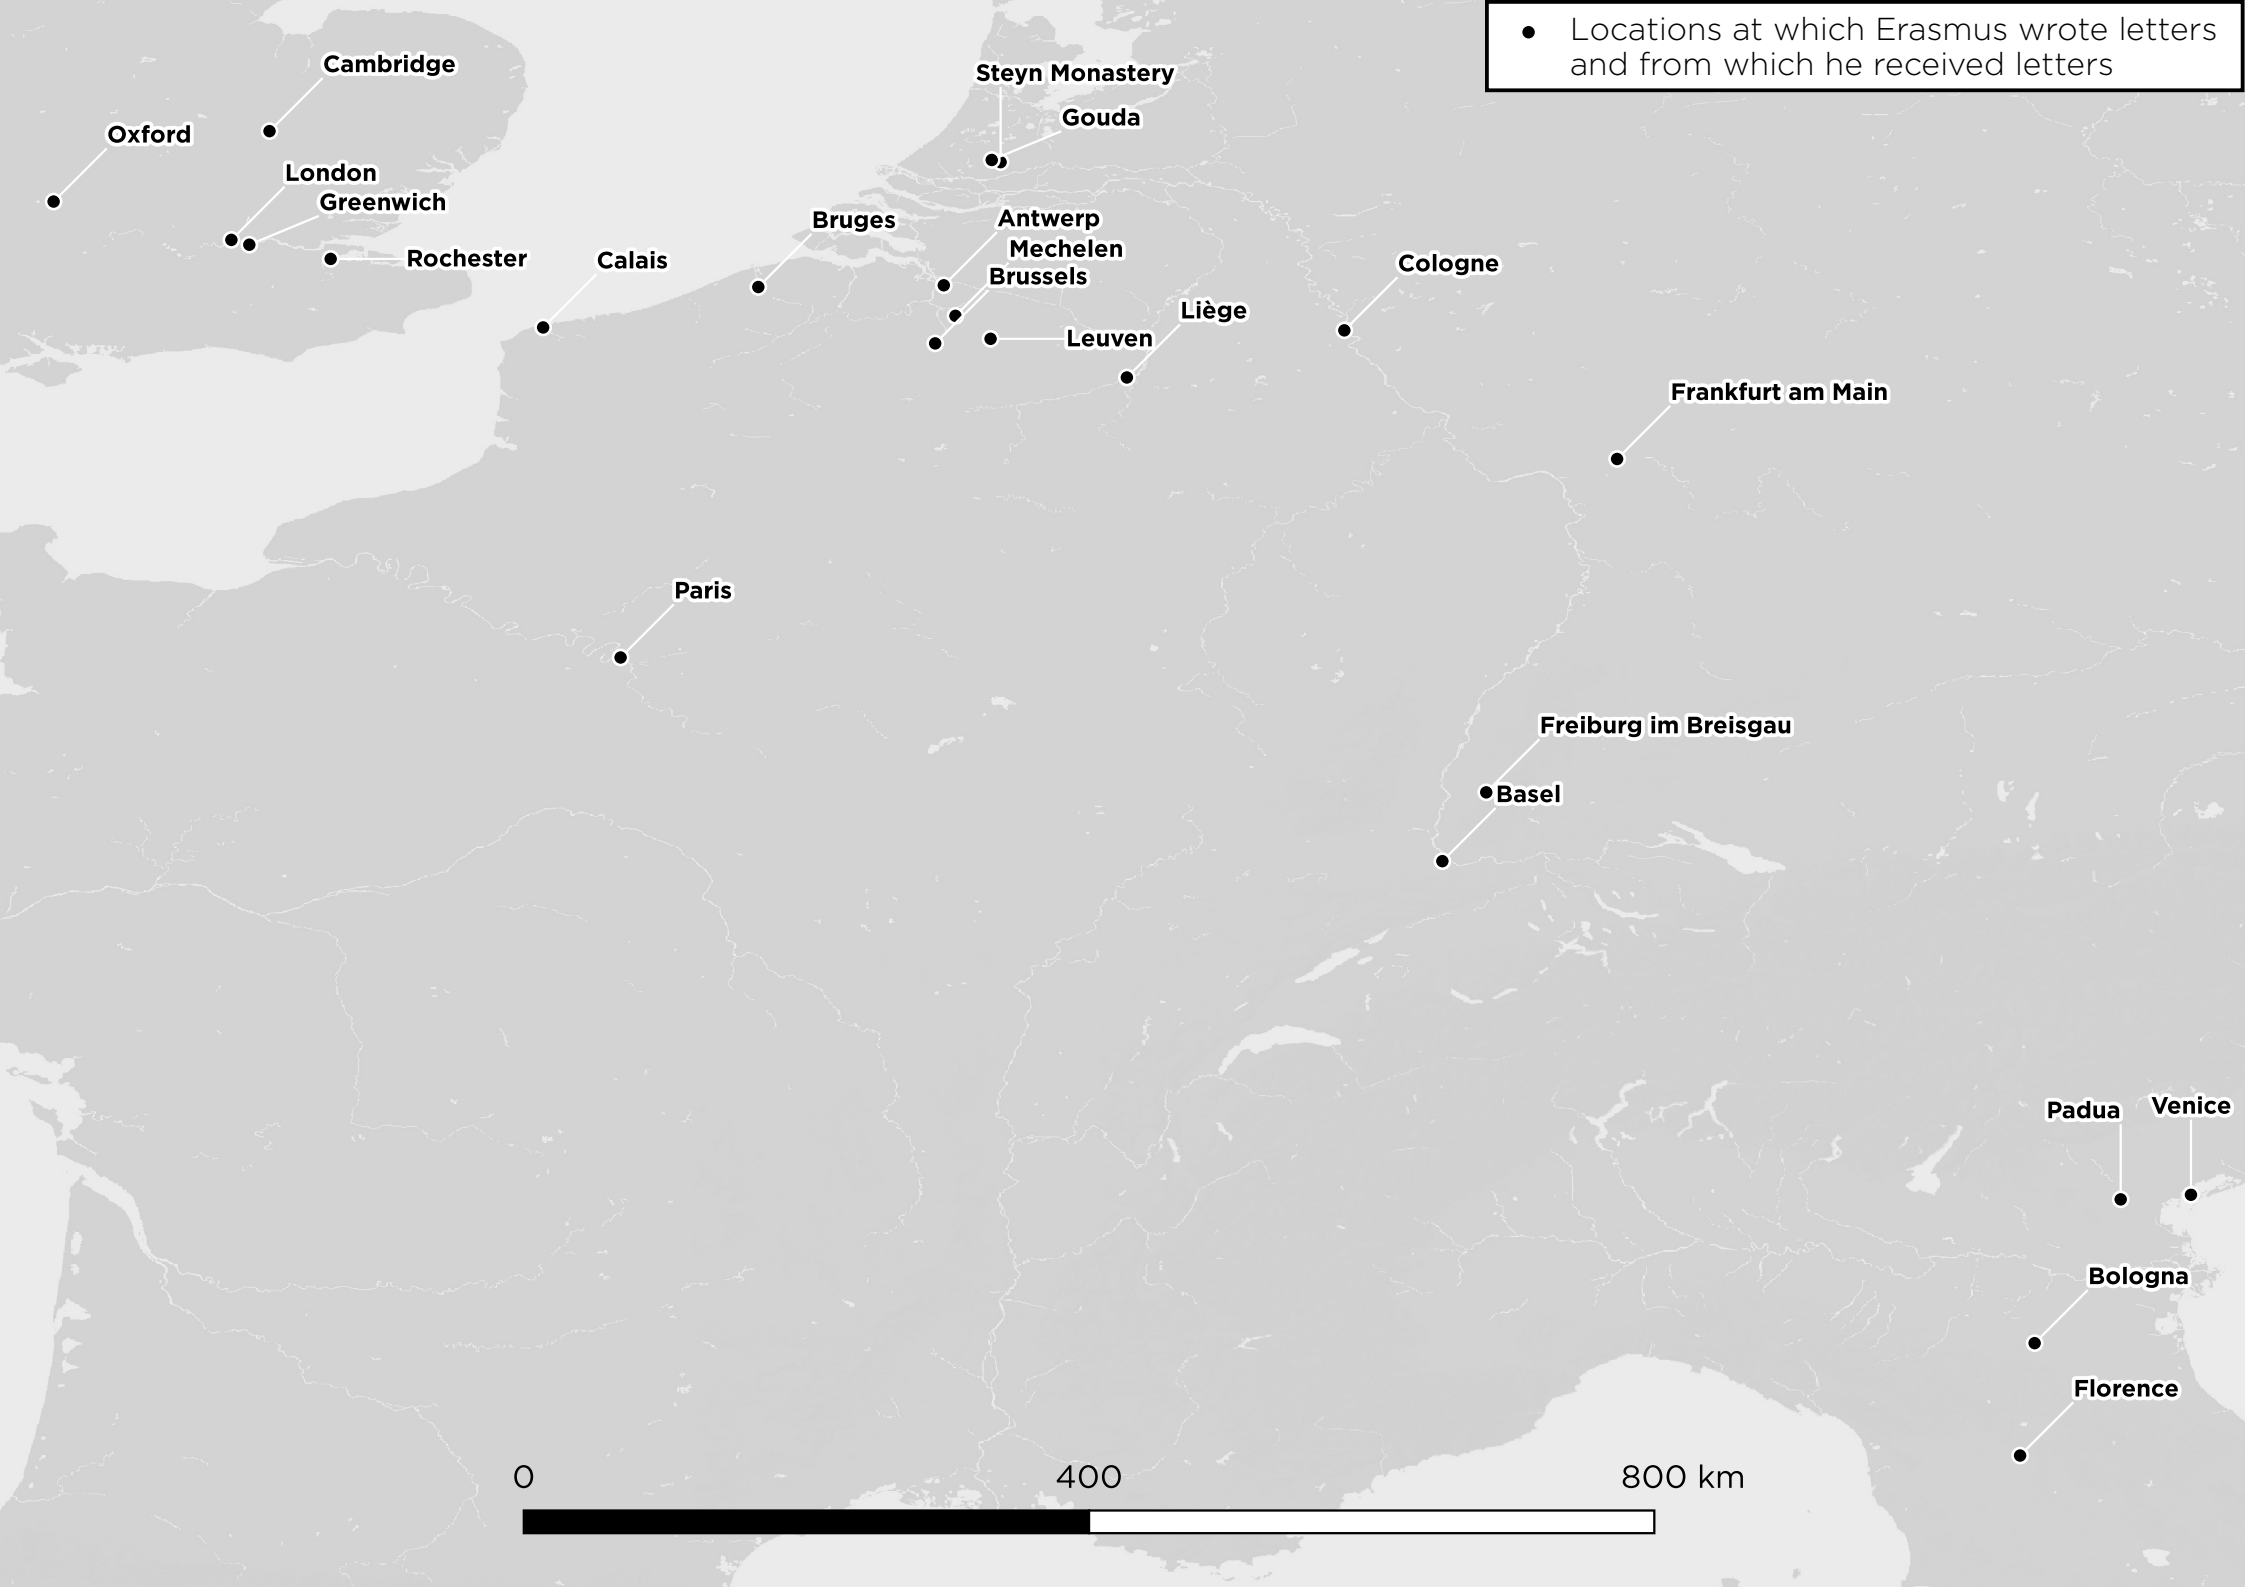 Locations at which Erasmus wrote letters
and from which he received letters
Cambridge
Steyn Monastery
Gouda
Oxford
London
Greenwich
Rochester
Calais
Bruges
Antwerp
Mechelen
Brussels
Leuven
Liège
Cologne
Frankfurt am Main
Paris
Freiburg im Breisgau
Basel
Padua
Venice
Bologna
Florence
0 400 800 km